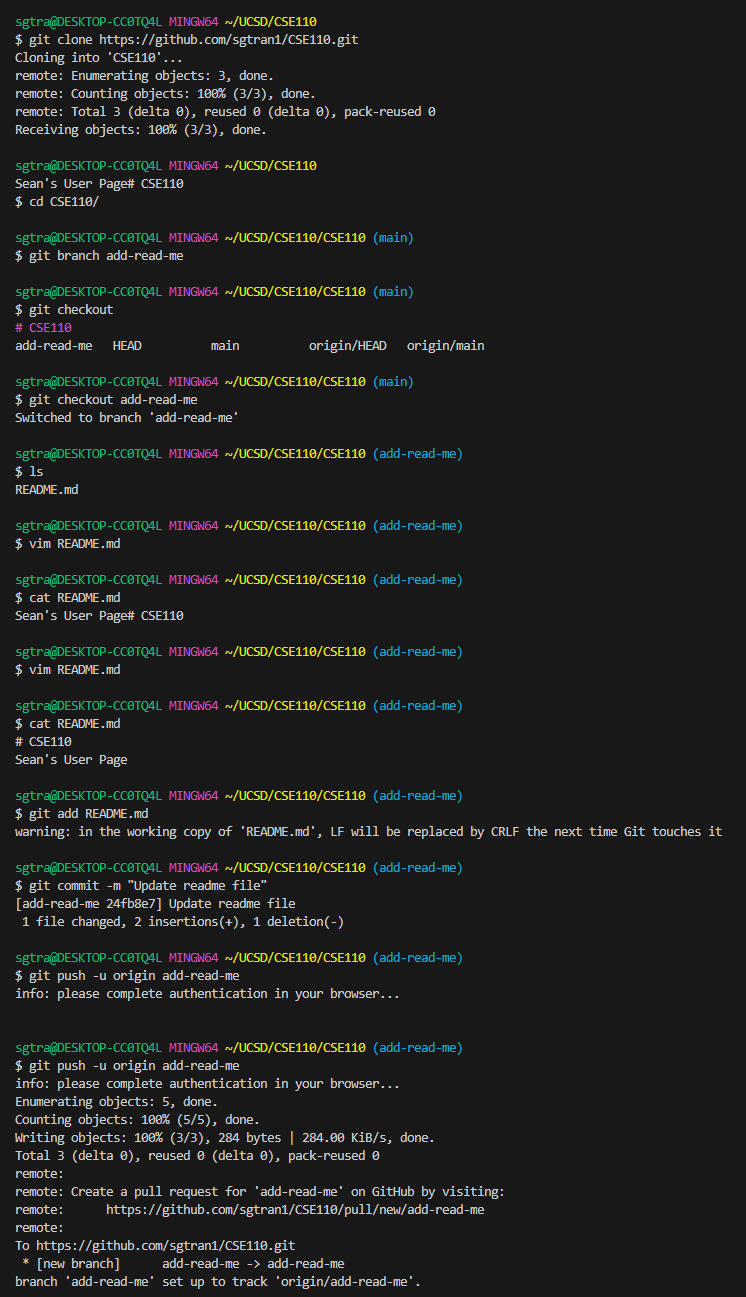 sgtra@DESKTOP-CC0TQ4L MINGW64 ~/UCSD/CSE110
$ git clone https://github.com/sgtran1/CSE110.git
Cloning into 'CSE110'...
remote: Enumerating objects: 3, done.
remote: Counting objects: 100% (3/3), done.
remote: Total 3 (delta 0), reused 0 (delta 0), pack-reused 0
Receiving objects: 100% (3/3), done.

sgtra@DESKTOP-CC0TQ4L MINGW64 ~/UCSD/CSE110
Sean's User Page# CSE110
$ cd CSE110/

sgtra@DESKTOP-CC0TQ4L MINGW64 ~/UCSD/CSE110/CSE110 (main)
$ git branch add-read-me

sgtra@DESKTOP-CC0TQ4L MINGW64 ~/UCSD/CSE110/CSE110 (main)
$ git checkout
# CSE110
add-read-me   HEAD          main          origin/HEAD   origin/main

sgtra@DESKTOP-CC0TQ4L MINGW64 ~/UCSD/CSE110/CSE110 (main)
$ git checkout add-read-me
Switched to branch 'add-read-me'

sgtra@DESKTOP-CC0TQ4L MINGW64 ~/UCSD/CSE110/CSE110 (add-read-me)
$ ls
README.md

sgtra@DESKTOP-CC0TQ4L MINGW64 ~/UCSD/CSE110/CSE110 (add-read-me)
$ vim README.md

sgtra@DESKTOP-CC0TQ4L MINGW64 ~/UCSD/CSE110/CSE110 (add-read-me)
$ cat README.md
Sean's User Page# CSE110

sgtra@DESKTOP-CC0TQ4L MINGW64 ~/UCSD/CSE110/CSE110 (add-read-me)
$ vim README.md

sgtra@DESKTOP-CC0TQ4L MINGW64 ~/UCSD/CSE110/CSE110 (add-read-me)
$ cat README.md
# CSE110
Sean's User Page

sgtra@DESKTOP-CC0TQ4L MINGW64 ~/UCSD/CSE110/CSE110 (add-read-me)
$ git add README.md
warning: in the working copy of 'README.md', LF will be replaced by CRLF the next time Git touches it

sgtra@DESKTOP-CC0TQ4L MINGW64 ~/UCSD/CSE110/CSE110 (add-read-me)
$ git commit -m "Update readme file"
[add-read-me 24fb8e7] Update readme file
 1 file changed, 2 insertions(+), 1 deletion(-)

sgtra@DESKTOP-CC0TQ4L MINGW64 ~/UCSD/CSE110/CSE110 (add-read-me)
$ git push -u origin add-read-me
info: please complete authentication in your browser...

sgtra@DESKTOP-CC0TQ4L MINGW64 ~/UCSD/CSE110/CSE110 (add-read-me)
$ git push -u origin add-read-me
info: please complete authentication in your browser...
Enumerating objects: 5, done.
Counting objects: 100% (5/5), done.
Writing objects: 100% (3/3), 284 bytes | 284.00 KiB/s, done.
Total 3 (delta 0), reused 0 (delta 0), pack-reused 0
remote:
remote: Create a pull request for 'add-read-me' on GitHub by visiting:
remote:      https://github.com/sgtran1/CSE110/pull/new/add-read-me
remote:
To https://github.com/sgtran1/CSE110.git
 * [new branch]      add-read-me -> add-read-me
branch 'add-read-me' set up to track 'origin/add-read-me'.